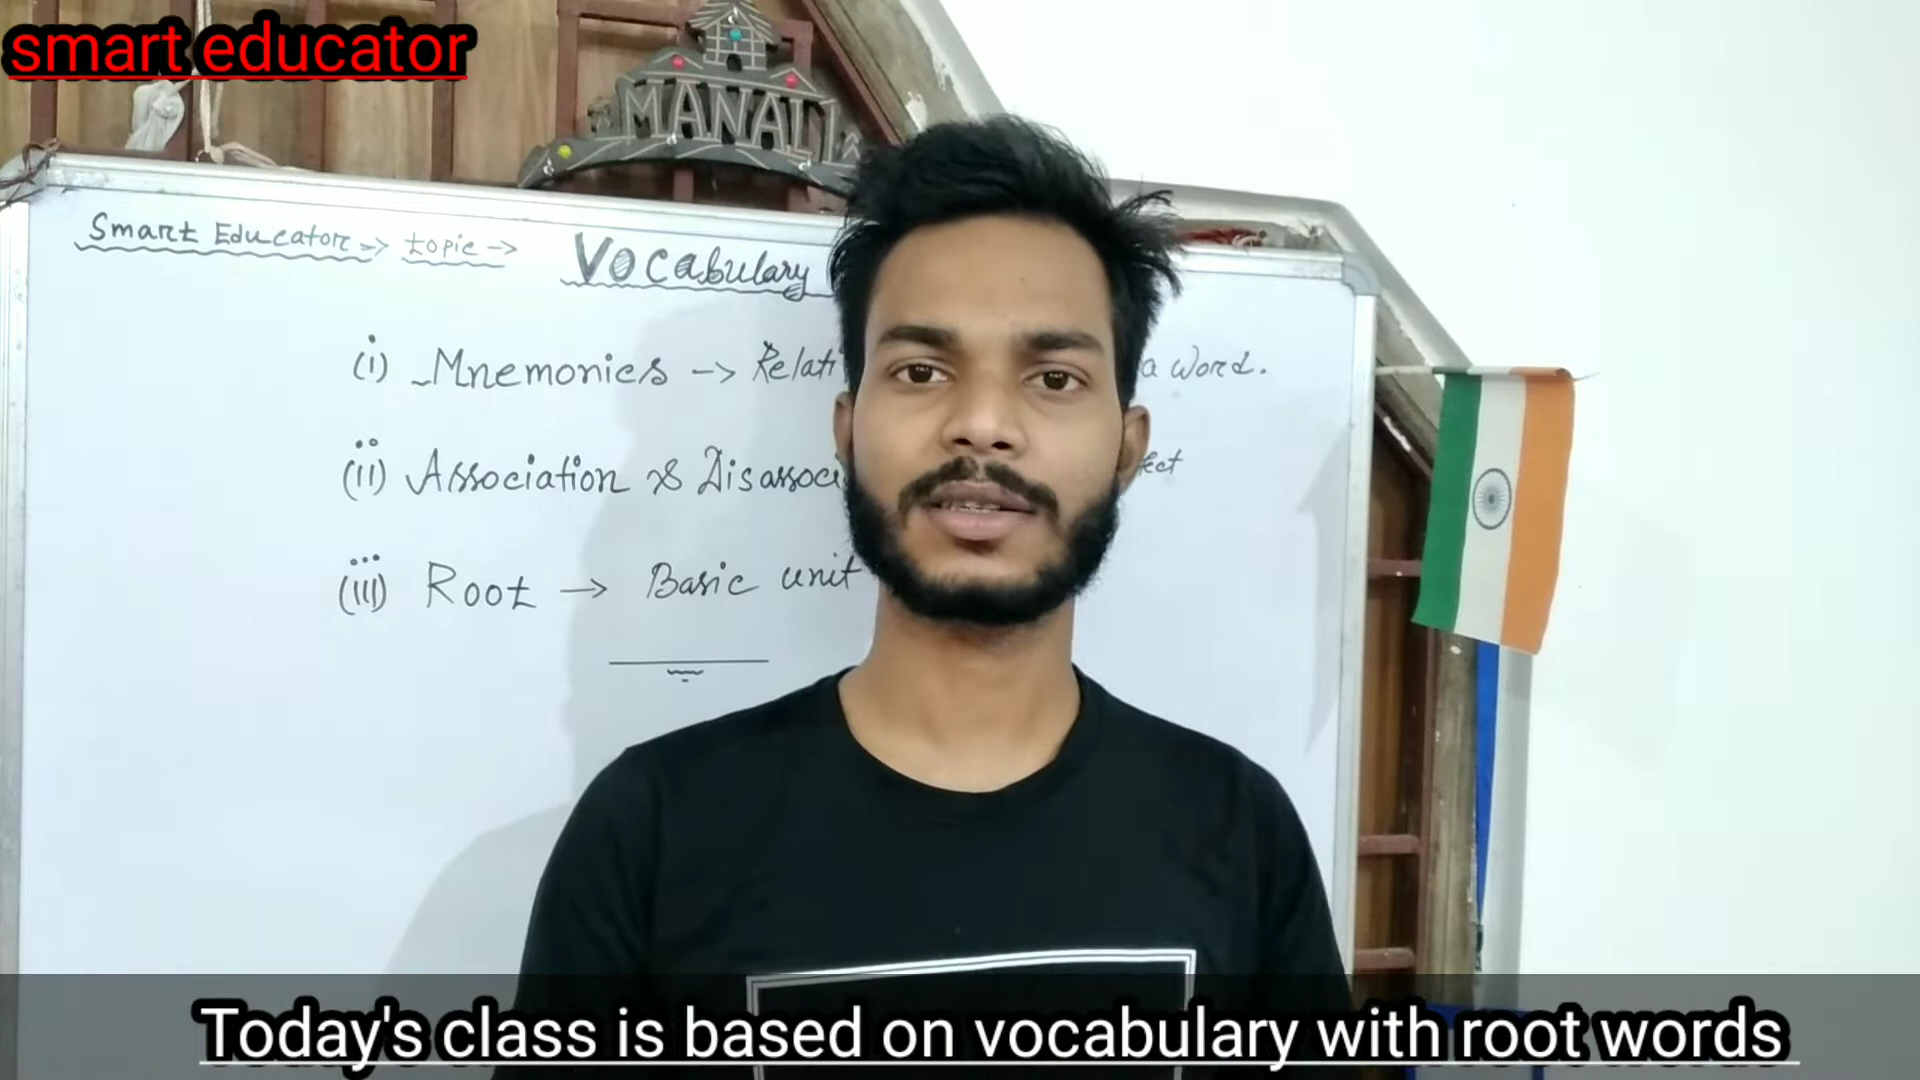 smart educator
MANALI
Smart Educator -> topic -> Vocabulary
(i) Mnemonics -> Relati a word.
(ii) Association & Disassoci
(iii) Root -> Basic unit
Today's class is based on vocabulary with root words